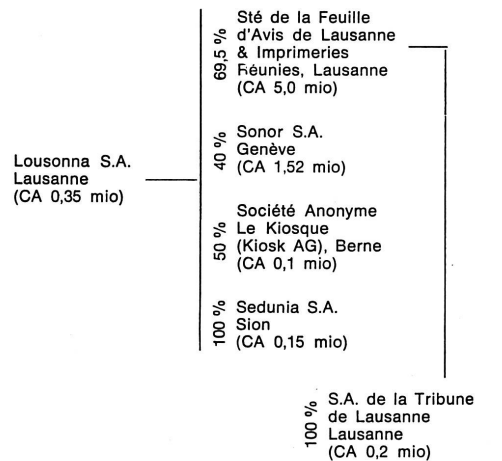 Lousonna S.A.
Lausanne
(CA 0,35 mio)
69,5 %
Sté de la Feuille
d'Avis de Lausanne
& Imprimeries
Réunies, Lausanne
(CA 5,0 mio)
40 %
Sonor S.A.
Genève
(CA 1,52 mio)
50 %
Société Anonyme
Le Kiosque
(Kiosk AG), Berne
(CA 0,1 mio)
100 %
Sedunia S.A.
Sion
(CA 0,15 mio)
100 %
S.A. de la Tribune
de Lausanne
Lausanne
(CA 0,2 mio)